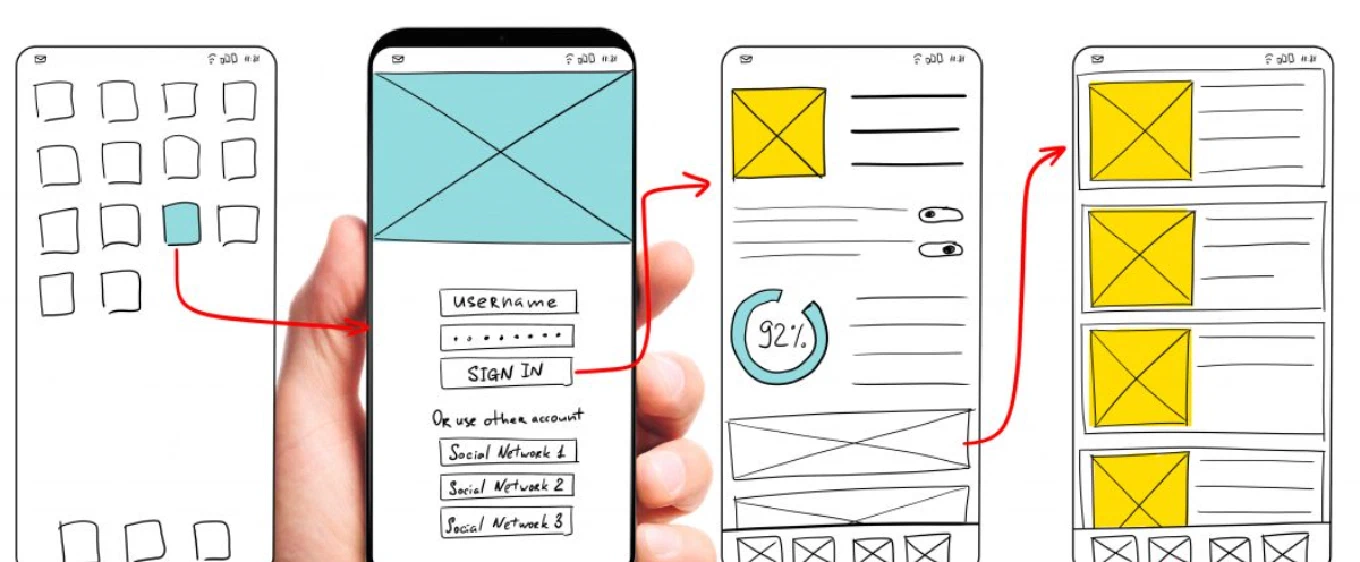 username
SIGN IN
Or use other account
Social Network 1
Social Network 2
Social Network 3
92%